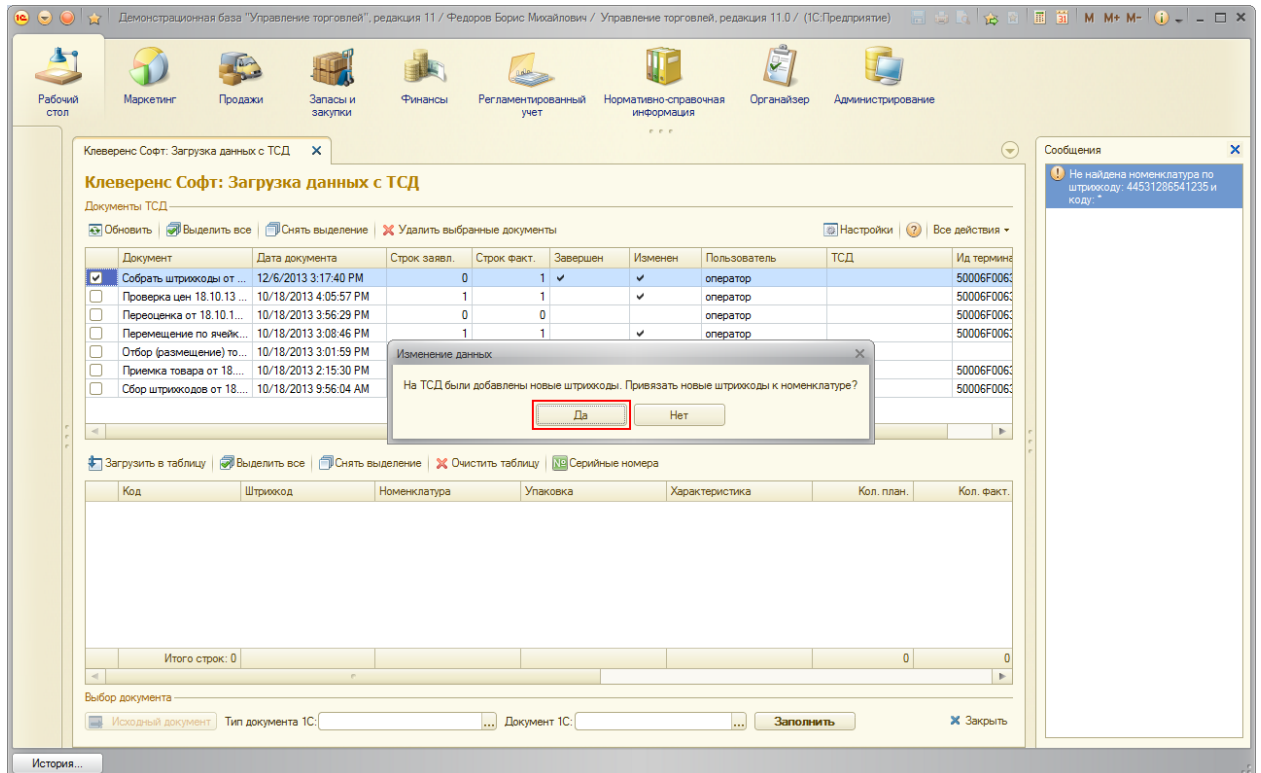 Демонстрационная база "Управление торговлей", редакция 11 / Федоров Борис Михайлович / Управление торговлей, редакция 11.0 / (1С:Предприятие) M M+ M-
Рабочий стол
Маркетинг
Продажи
Запасы и закупки
Финансы
Регламентированный учет
Нормативно-справочная информация
Органайзер
Администрирование
Клеверенс Софт: Загрузка данных с ТСД
Клеверенс Софт: Загрузка данных с ТСД
Документы ТСД
Обновить Выделить все Снять выделение Удалить выбранные документы Настройки Все действия
Документ Дата документа Строк заявл. Строк факт. Завершен Изменен Пользователь ТСД Ид термина
Собрать штрихкоды от ... 12/6/2013 3:17:40 PM 0 1 оператор 50006F0063
Проверка цен 18.10.13 ... 10/18/2013 4:05:57 PM 1 1 оператор 50006F0063
Переоценка от 18.10.1... 10/18/2013 3:56:29 PM 0 0 оператор 50006F0063
Перемещение по ячейк... 10/18/2013 3:08:46 PM 1 1 оператор 50006F0063
Отбор (размещение) то... 10/18/2013 3:01:59 PM
Приемка товара от 18.... 10/18/2013 2:15:30 PM 50006F0063
Сбор штрихкодов от 18.... 10/18/2013 9:56:04 AM 50006F0063
Изменение данных
На ТСД были добавлены новые штрихкоды. Привязать новые штрихкоды к номенклатуре?
Да Нет
Загрузить в таблицу Выделить все Снять выделение Очистить таблицу № Серийные номера
Код Штрихкод Номенклатура Упаковка Характеристика Кол. план. Кол. факт.
Итого строк: 0 0 0
Выбор документа
Исходный документ Тип документа 1С: ... Документ 1С: ... Заполнить Закрыть
Сообщения
Не найдена номенклатура по
штрихкоду: 44531286541235 и
коду: "
История...